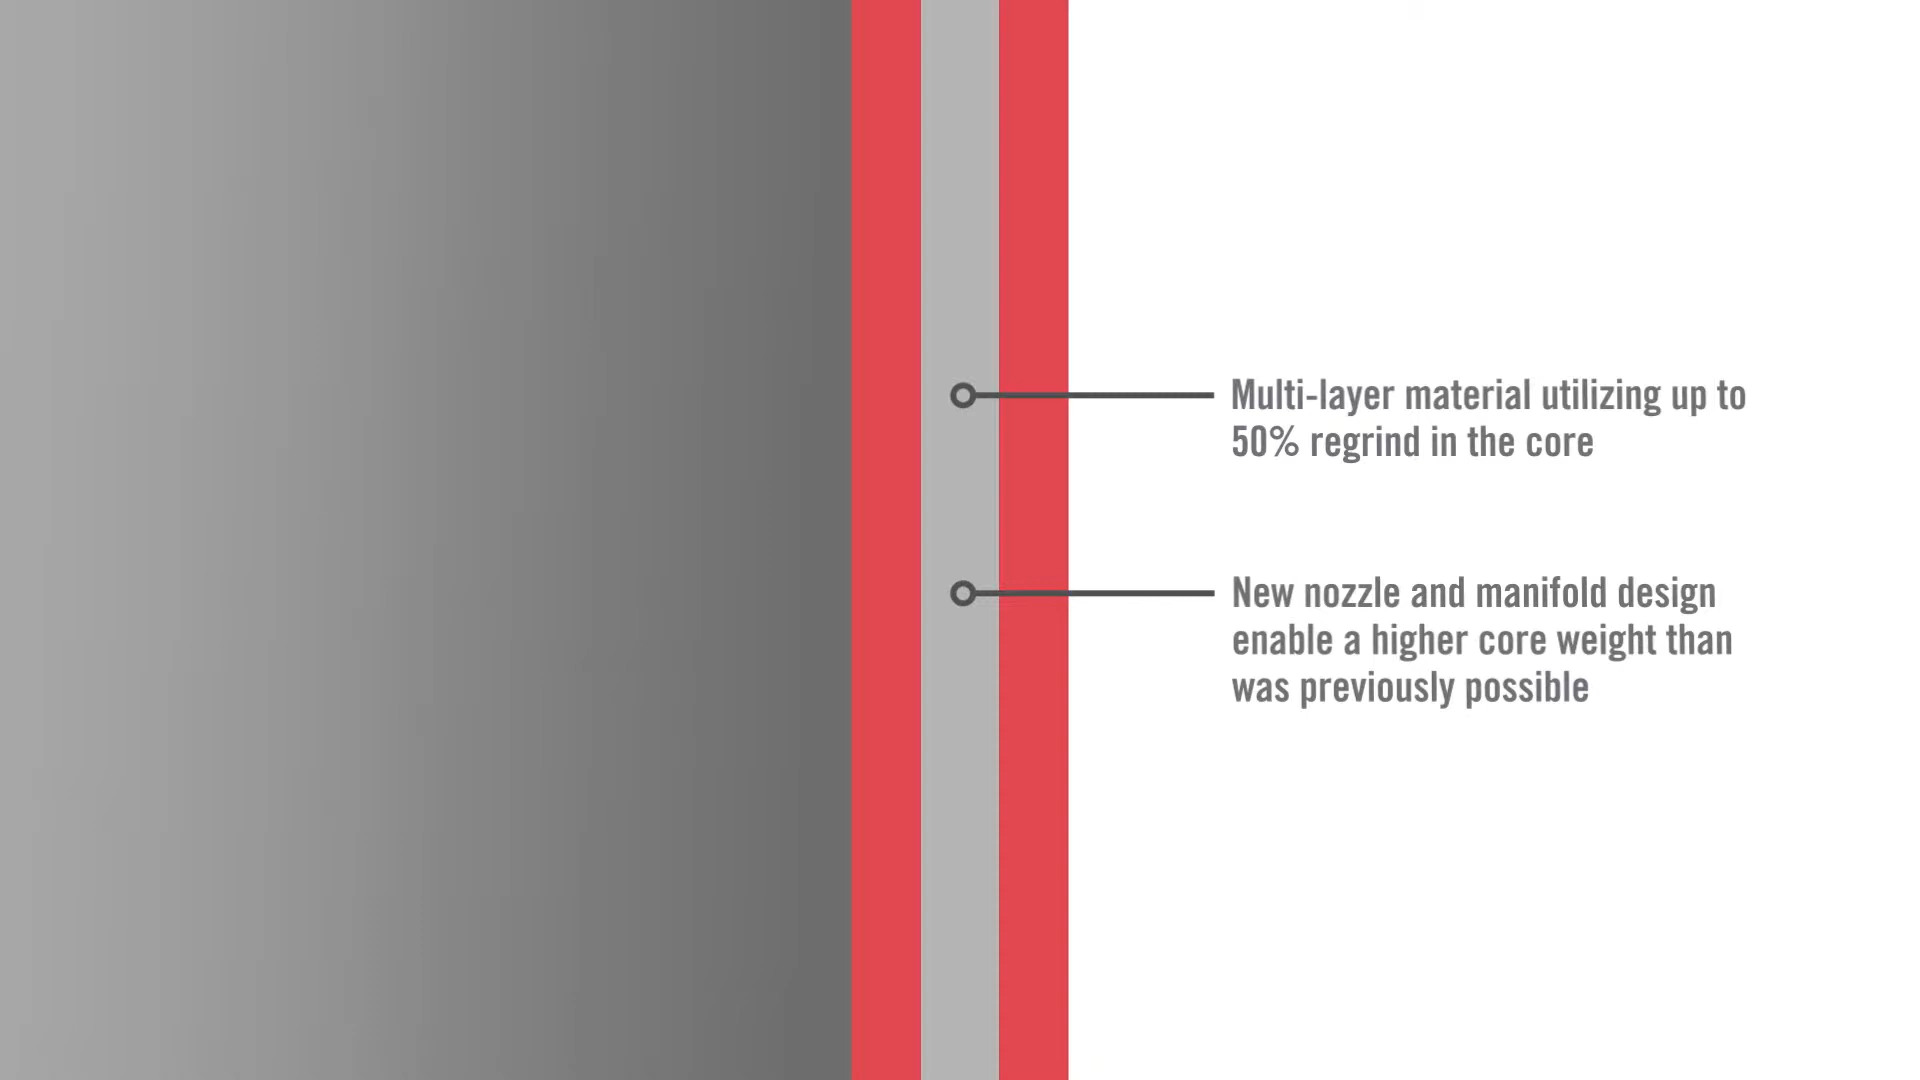 Multi-layer material utilizing up to
50% regrind in the core
New nozzle and manifold design
enable a higher core weight than
was previously possible